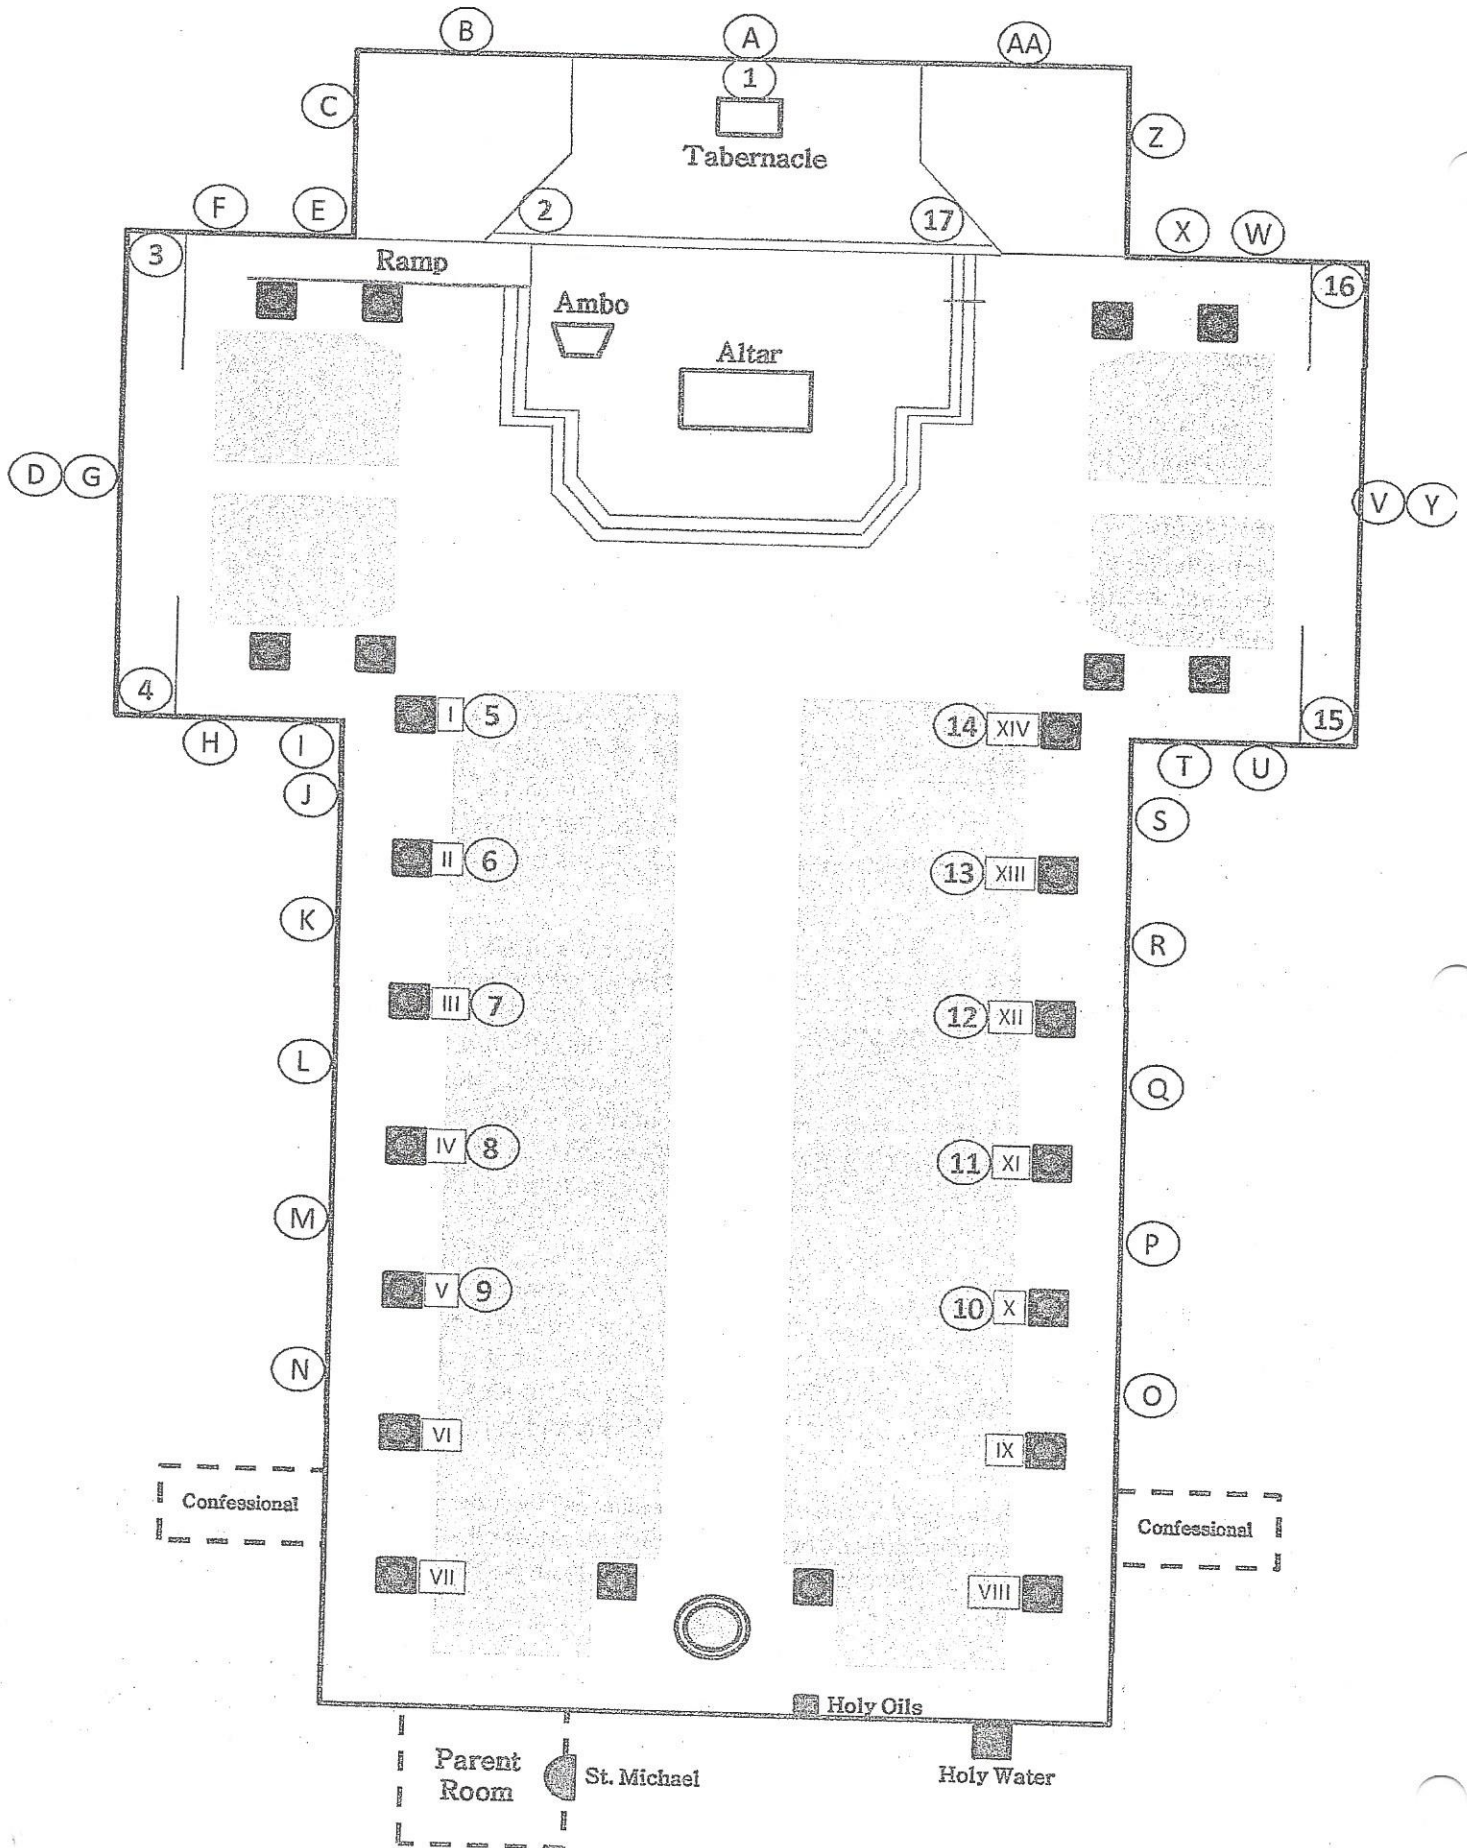 B
A
AA
1
C
Z
Tabernacle
F
E
2
17
X
W
3
Ramp
16
Ambo
Altar
D
G
V
Y
4
I
5
14
XIV
15
H
I
T
U
J
S
II
6
13
XIII
K
R
III
7
12
XII
L
Q
IV
8
11
XI
M
P
V
9
10
X
N
O
VI
IX
Confessional
Confessional
VII
VIII
Holy Oils
Parent
Room
St. Michael
Holy Water